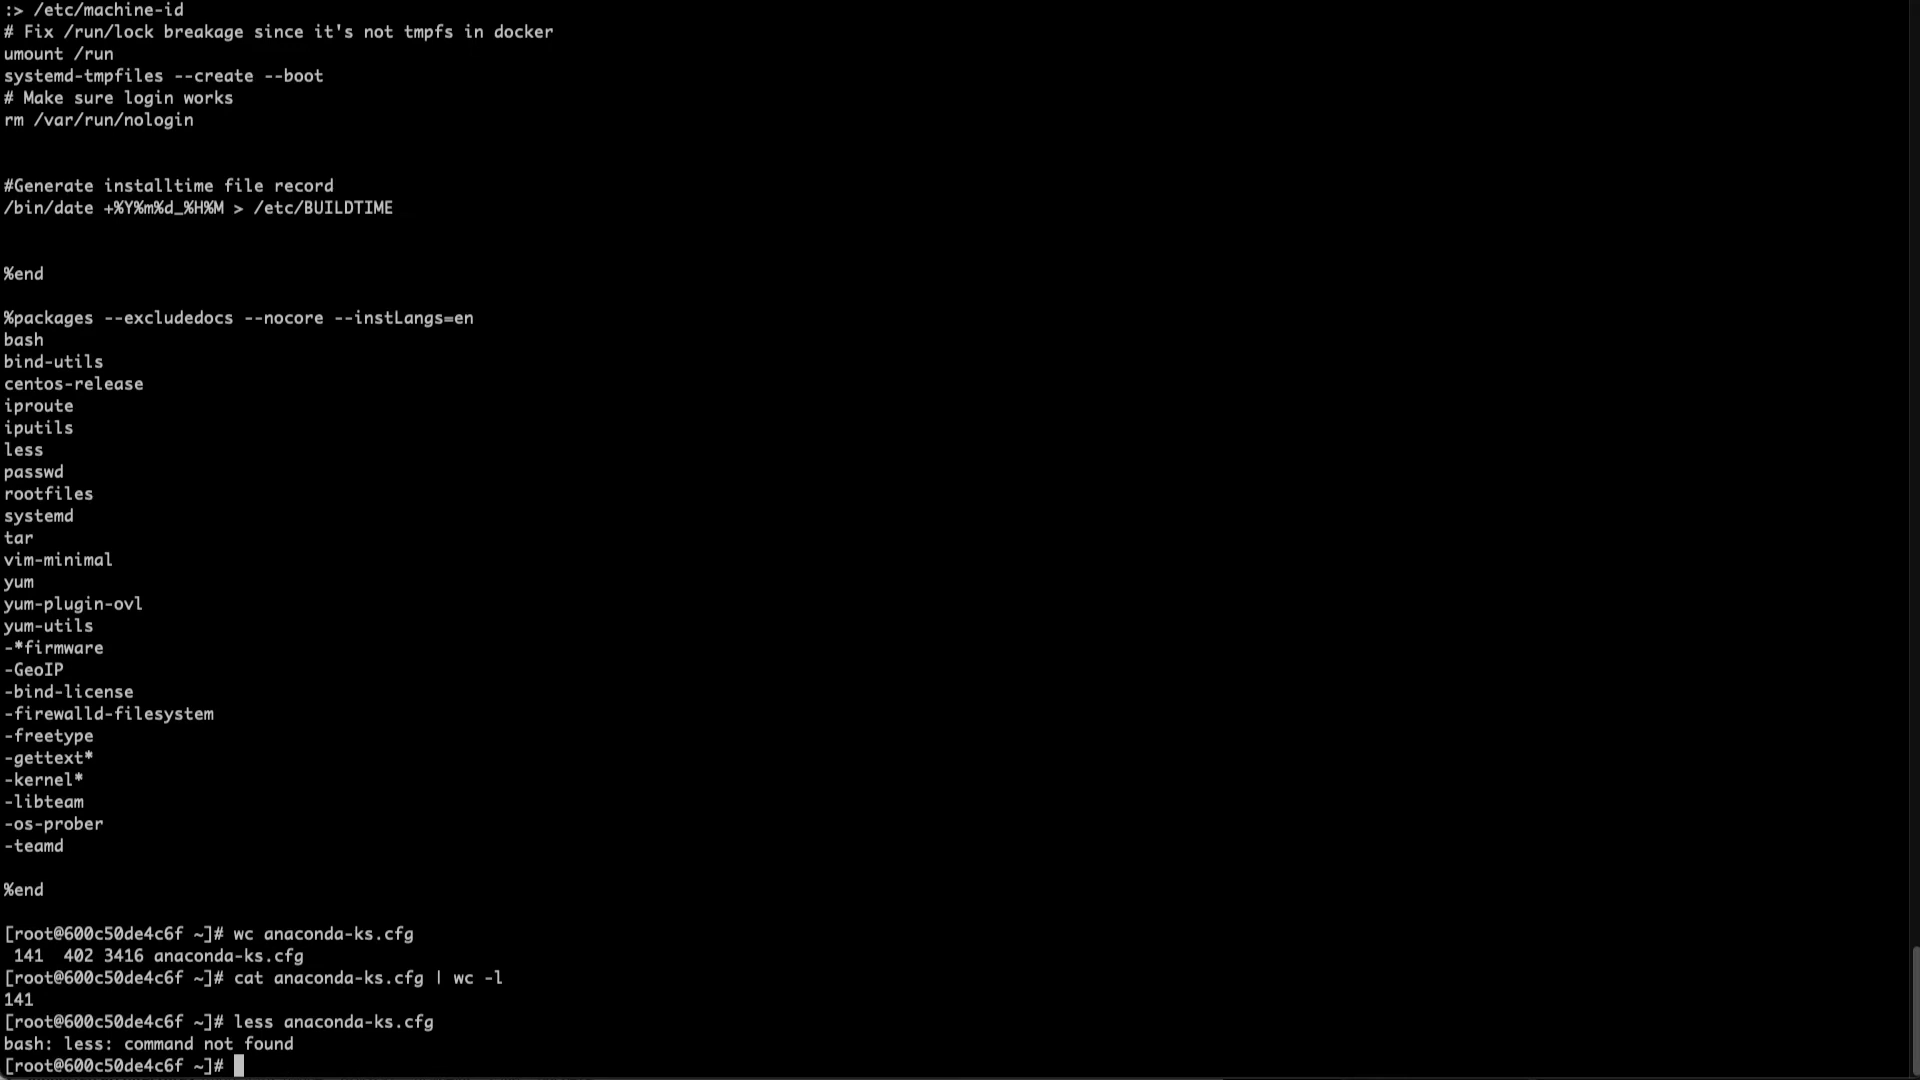 :> /etc/machine-id
# Fix /run/lock breakage since it's not tmpfs in docker
umount /run
systemd-tmpfiles --create --boot
# Make sure login works
rm /var/run/nologin
#Generate installtime file record
/bin/date +%Y%m%d_%H%M > /etc/BUILDTIME
%end
%packages --excludedocs --nocore --instLangs=en
bash
bind-utils
centos-release
iproute
iputils
less
passwd
rootfiles
systemd
tar
vim-minimal
yum
yum-plugin-ovl
yum-utils
-*firmware
-GeoIP
-bind-license
-firewalld-filesystem
-freetype
-gettext*
-kernel*
-libteam
-os-prober
-teamd
%end
[root@600c50de4c6f ~]# wc anaconda-ks.cfg
 141  402 3416 anaconda-ks.cfg
[root@600c50de4c6f ~]# cat anaconda-ks.cfg | wc -l
141
[root@600c50de4c6f ~]# less anaconda-ks.cfg
bash: less: command not found
[root@600c50de4c6f ~]#